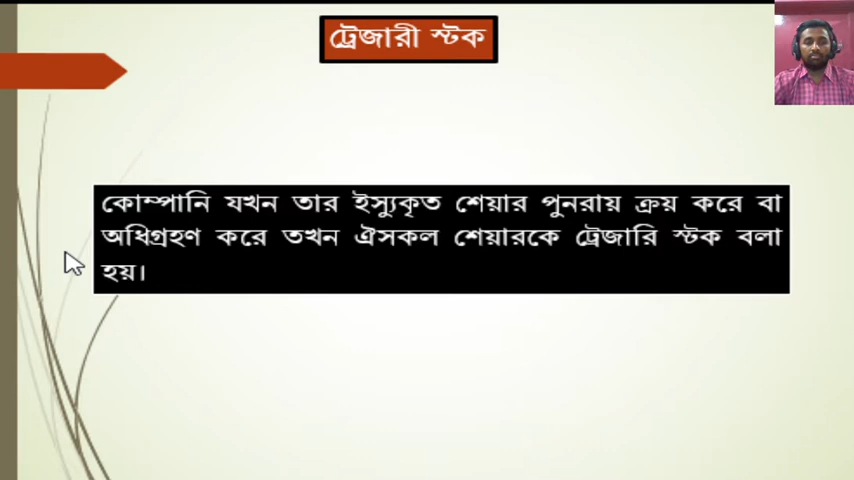 ট্রেজারী স্টক
কোম্পানি যখন তার ইস্যুকৃত শেয়ার পুনরায় ক্রয় করে বা
অধিগ্রহণ করে তখন ঐসকল শেয়ারকে ট্রেজারি স্টক বলা
হয়।